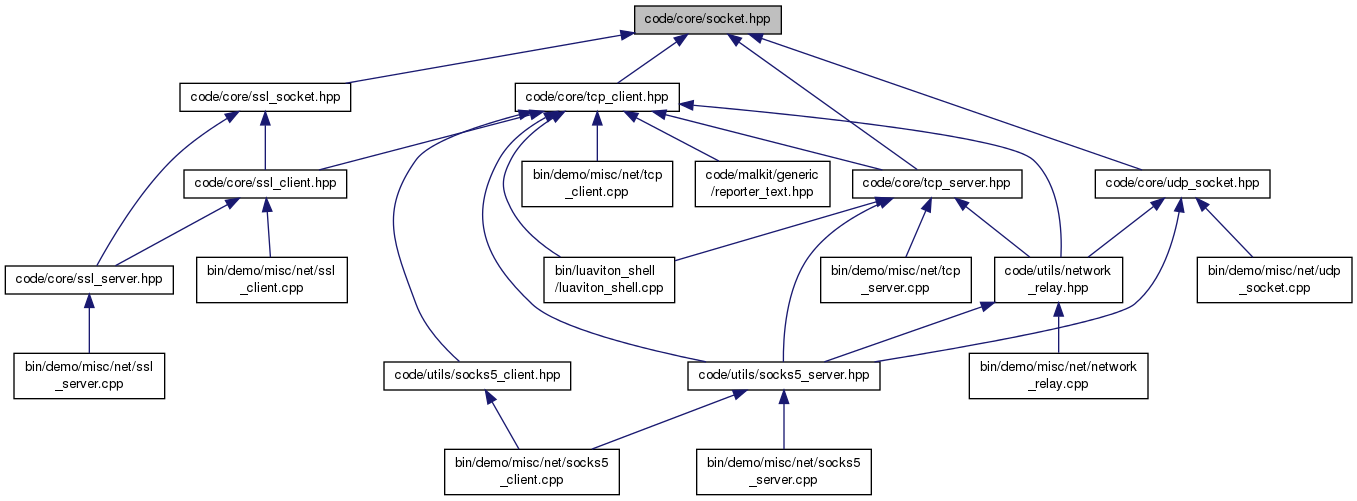 code/core/socket.hpp
code/core/ssl_socket.hpp
code/core/tcp_client.hpp
bin/demo/misc/net/tcp
_client.cpp
code/malkit/generic
/reporter_text.hpp
code/core/ssl_client.hpp
code/core/tcp_server.hpp
code/core/udp_socket.hpp
code/core/ssl_server.hpp
bin/demo/misc/net/ssl
_client.cpp
bin/luaviton_shell
/luaviton_shell.cpp
bin/demo/misc/net/tcp
_server.cpp
code/utils/network
_relay.hpp
bin/demo/misc/net/udp
_socket.cpp
bin/demo/misc/net/ssl
_server.cpp
code/utils/socks5_client.hpp
code/utils/socks5_server.hpp
bin/demo/misc/net/network
_relay.cpp
bin/demo/misc/net/socks5
_client.cpp
bin/demo/misc/net/socks5
_server.cpp